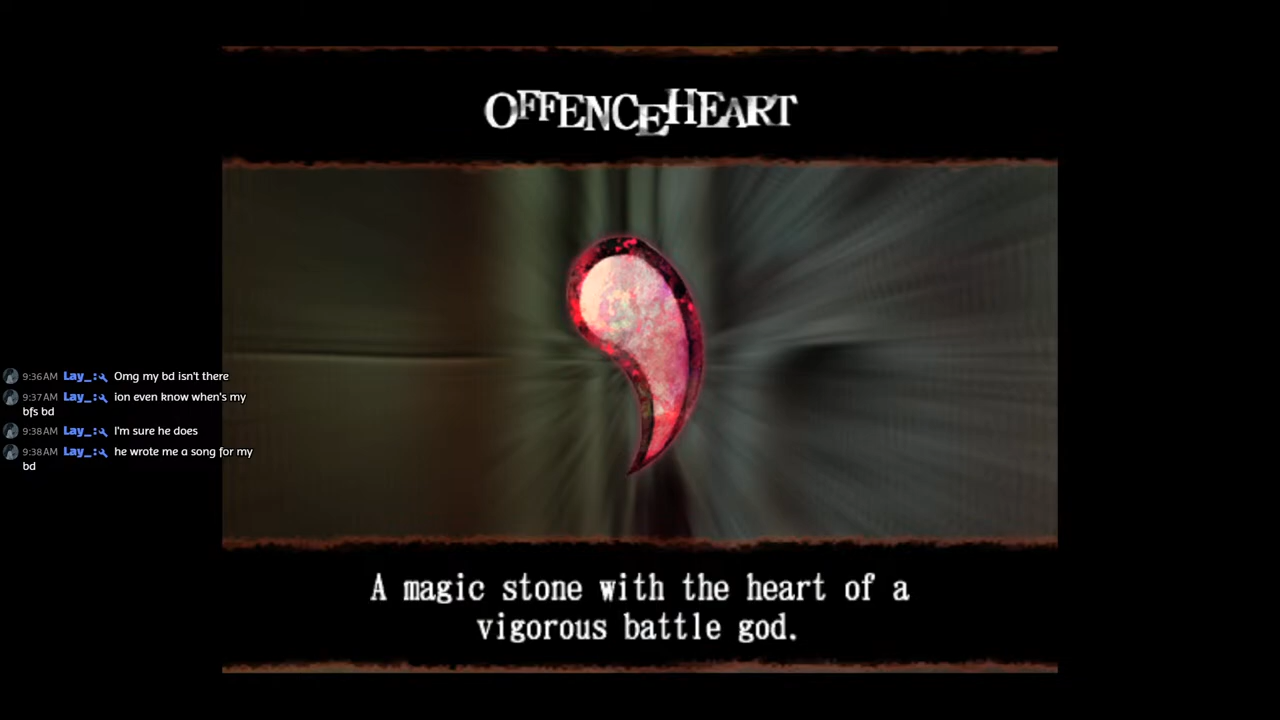 OFFENCEHEART
9:36AM Lay_: Omg my bd isn't there
9:37AM Lay_: ion even know when's my
bfs bd
9:38AM Lay_: I'm sure he does
9:38AM Lay_: he wrote me a song for my
bd
A magic stone with the heart of a
vigorous battle god.